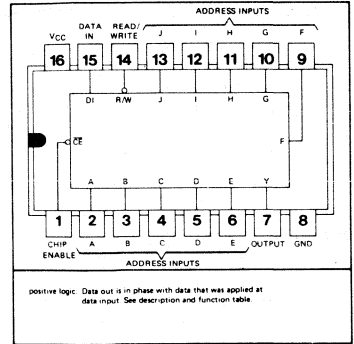 ADDRESS INPUTS
VCC DATA IN READ/WRITE J I H G F
16 15 14 13 12 11 10 9
DI R/W J I H G
CE F
A B C D E Y
1 2 3 4 5 6 7 8
CHIP ENABLE A B C D E OUTPUT GND
ADDRESS INPUTS
positive logic: Data out is in phase with data that was applied at
data input. See description and function table.